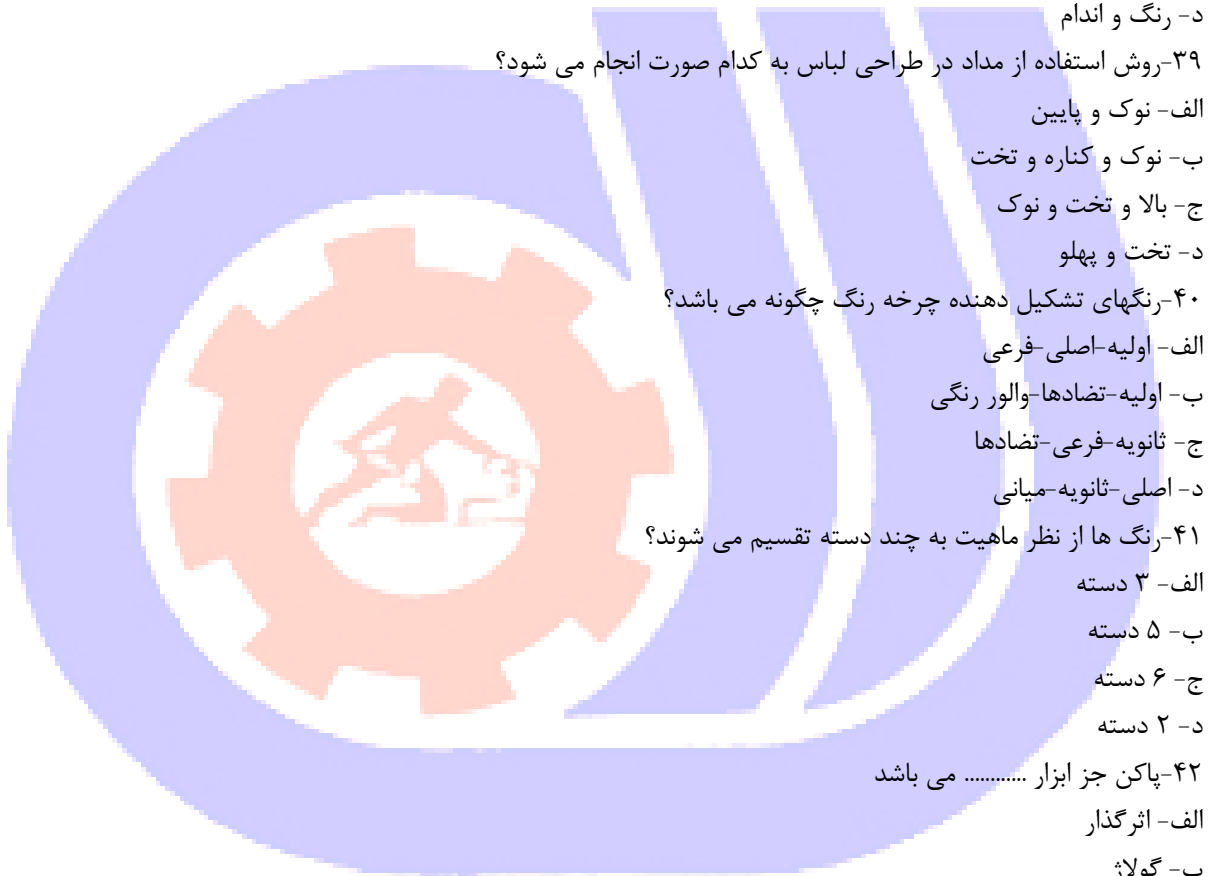 د- رنگ و اندام
۳۹-روش استفاده از مداد در طراحی لباس به کدام صورت انجام می شود؟
الف- نوک و پایین
ب- نوک و کناره و تخت
ج- بالا و تخت و نوک
د- تخت و پهلو
۴۰-رنگهای تشکیل دهنده چرخه رنگ چگونه می باشد؟
الف- اولیه-اصلی-فرعی
ب- اولیه-تضادها-والور رنگی
ج- ثانویه-فرعی-تضادها
د- اصلی-ثانویه-میانی
۴۱-رنگ ها از نظر ماهیت به چند دسته تقسیم می شوند؟
الف- ۳ دسته
ب- ۵ دسته
ج- ۶ دسته
د- ۲ دسته
۴۲-پاکن جز ابزار ............ می باشد
الف- اثرگذار
ب- گولاژ